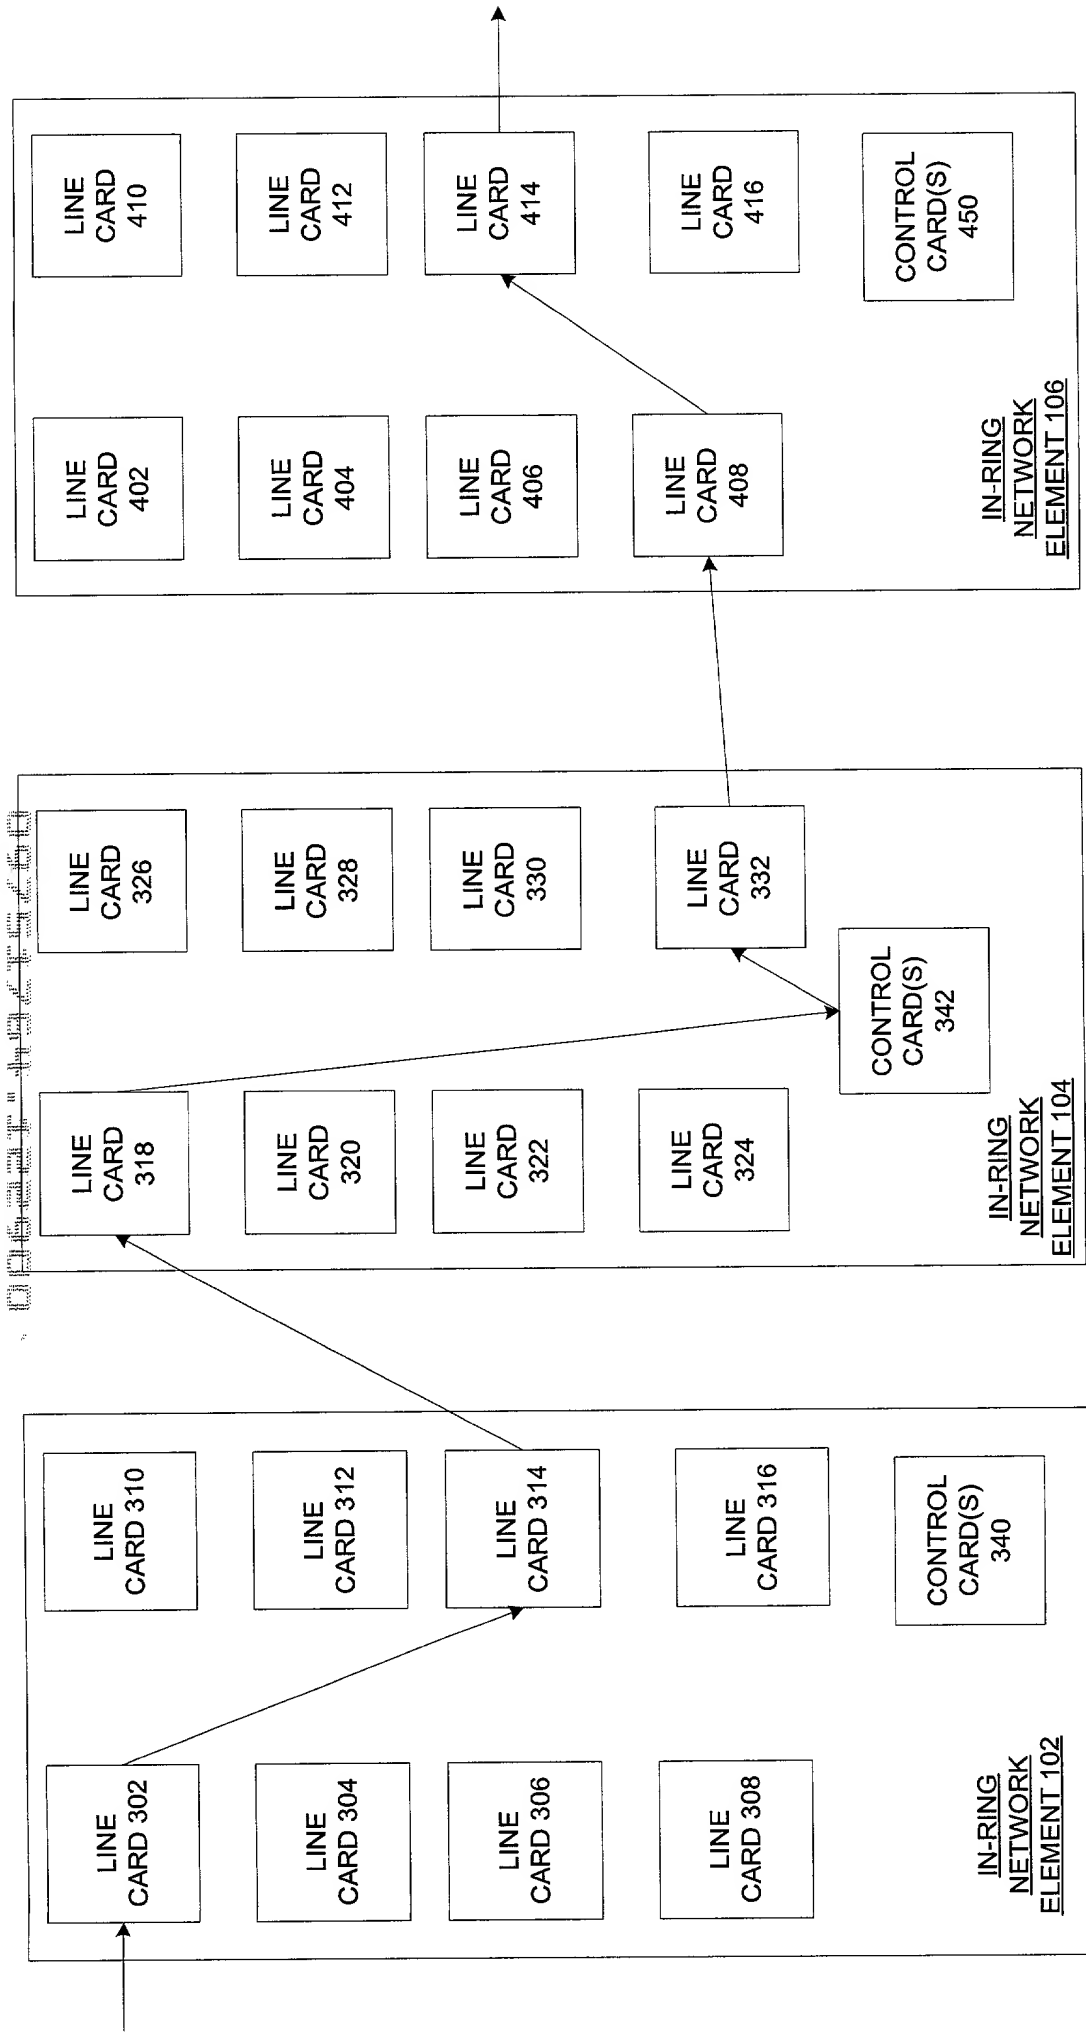 LINE
CARD 302
LINE
CARD 304
LINE
CARD 306
LINE
CARD 308
LINE
CARD 310
LINE
CARD 312
LINE
CARD 314
LINE
CARD 316
CONTROL
CARD(S)
340
IN-RING
NETWORK
ELEMENT 102
LINE
CARD
318
LINE
CARD
320
LINE
CARD
322
LINE
CARD
324
LINE
CARD
326
LINE
CARD
328
LINE
CARD
330
LINE
CARD
332
CONTROL
CARD(S)
342
IN-RING
NETWORK
ELEMENT 104
LINE
CARD
402
LINE
CARD
404
LINE
CARD
406
LINE
CARD
408
LINE
CARD
410
LINE
CARD
412
LINE
CARD
414
LINE
CARD
416
CONTROL
CARD(S)
450
IN-RING
NETWORK
ELEMENT 106